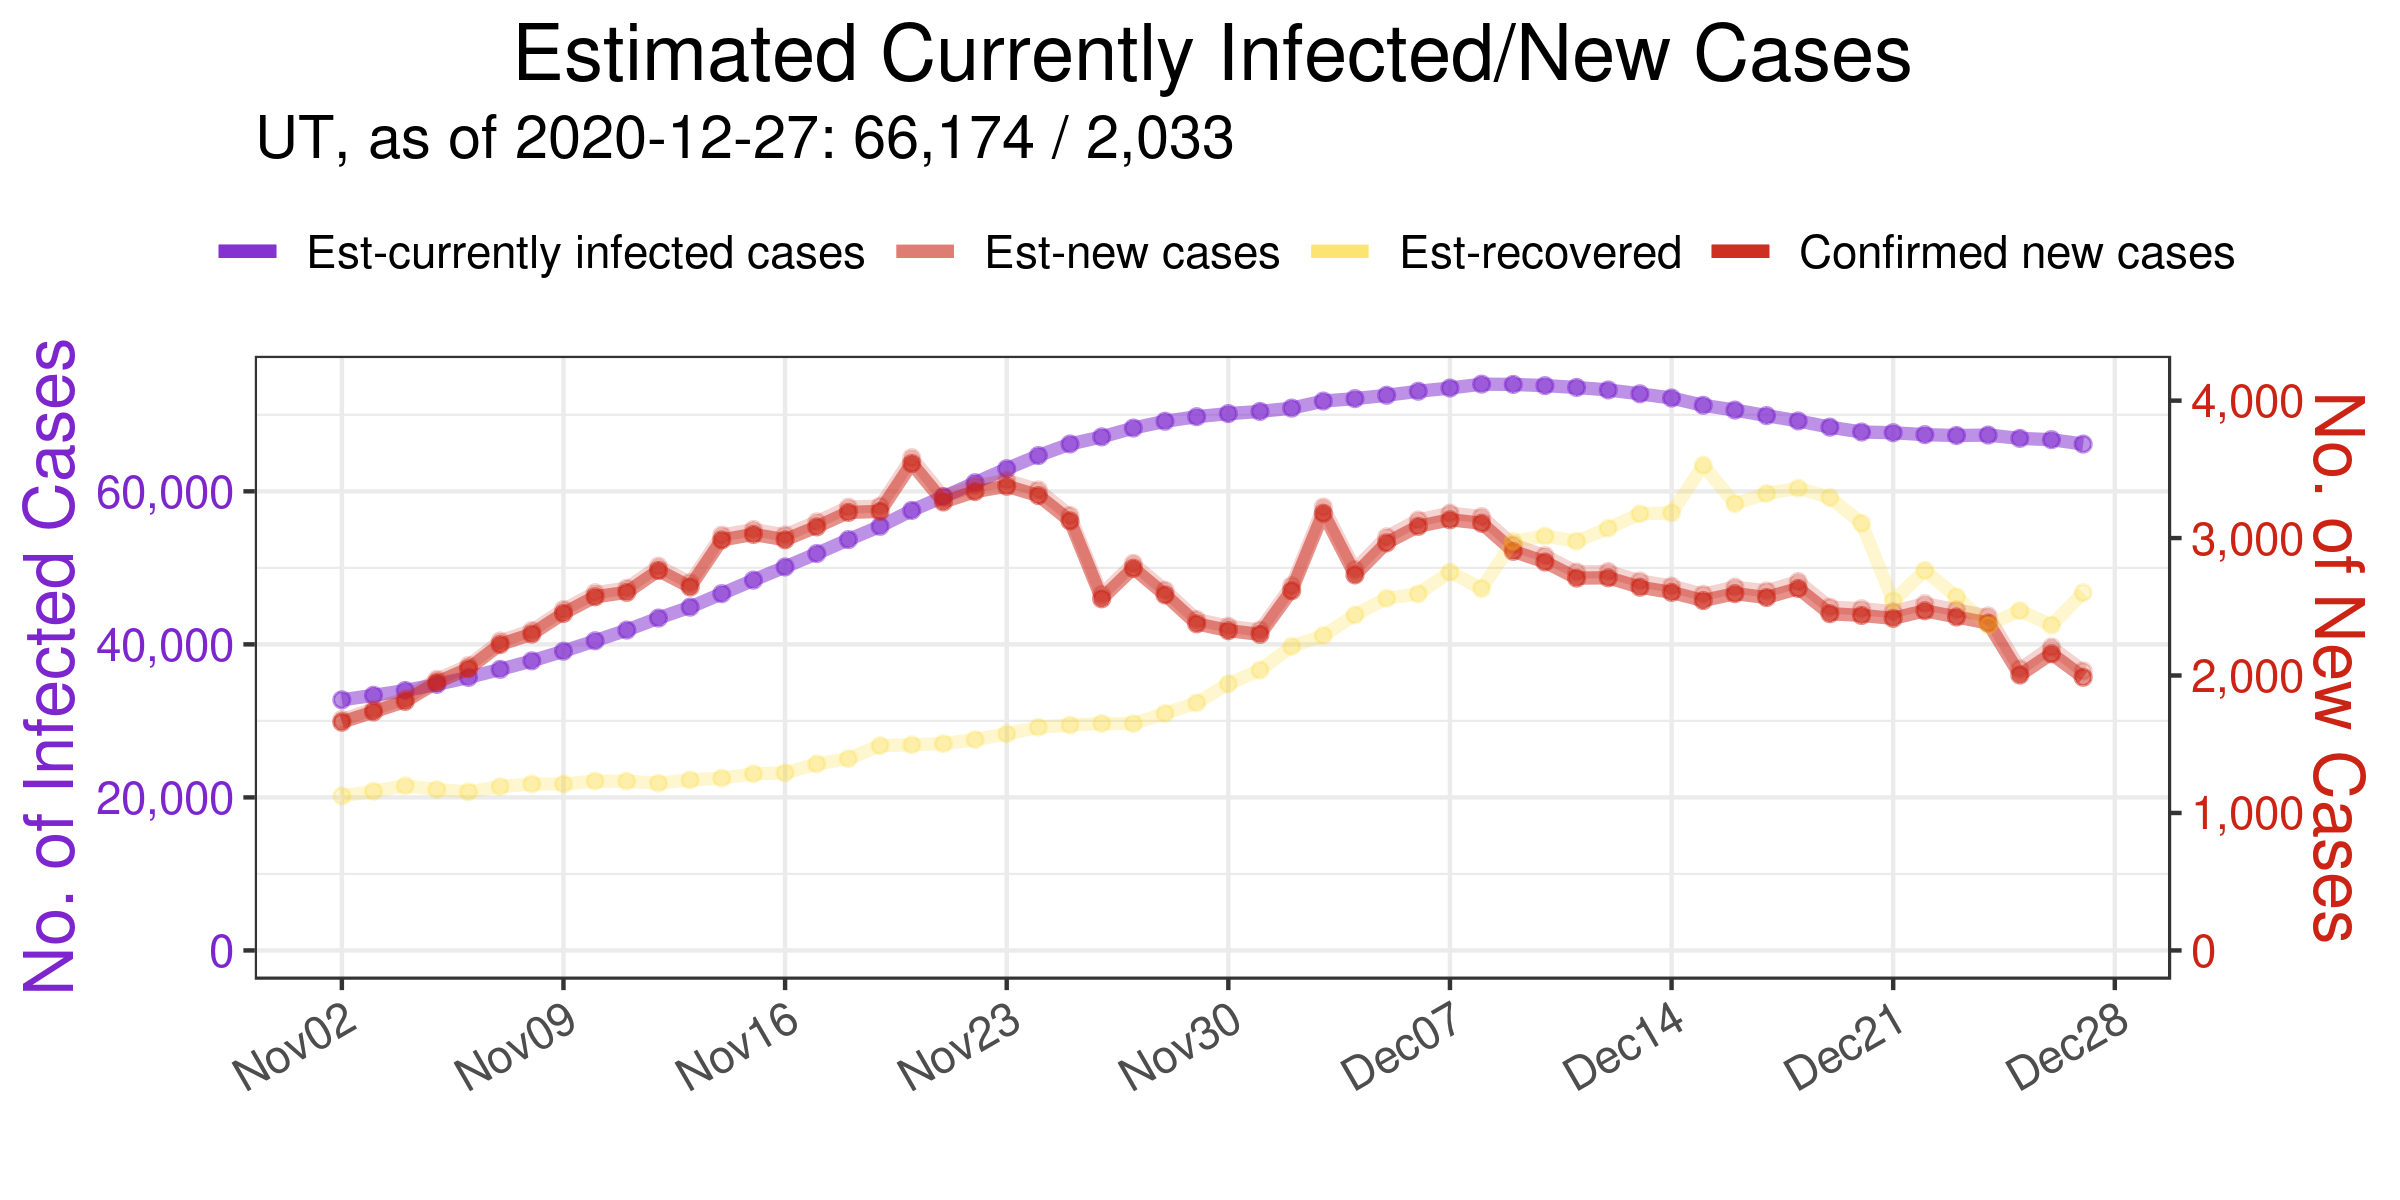 Estimated Currently Infected/New Cases
UT, as of 2020-12-27: 66,174 / 2,033
Est-currently infected cases Est-new cases Est-recovered Confirmed new cases
No. of Infected Cases
60,000
40,000
20,000
0
4,000
3,000
2,000
1,000
0
No. of New Cases
Nov02 Nov09 Nov16 Nov23 Nov30 Dec07 Dec14 Dec21 Dec28